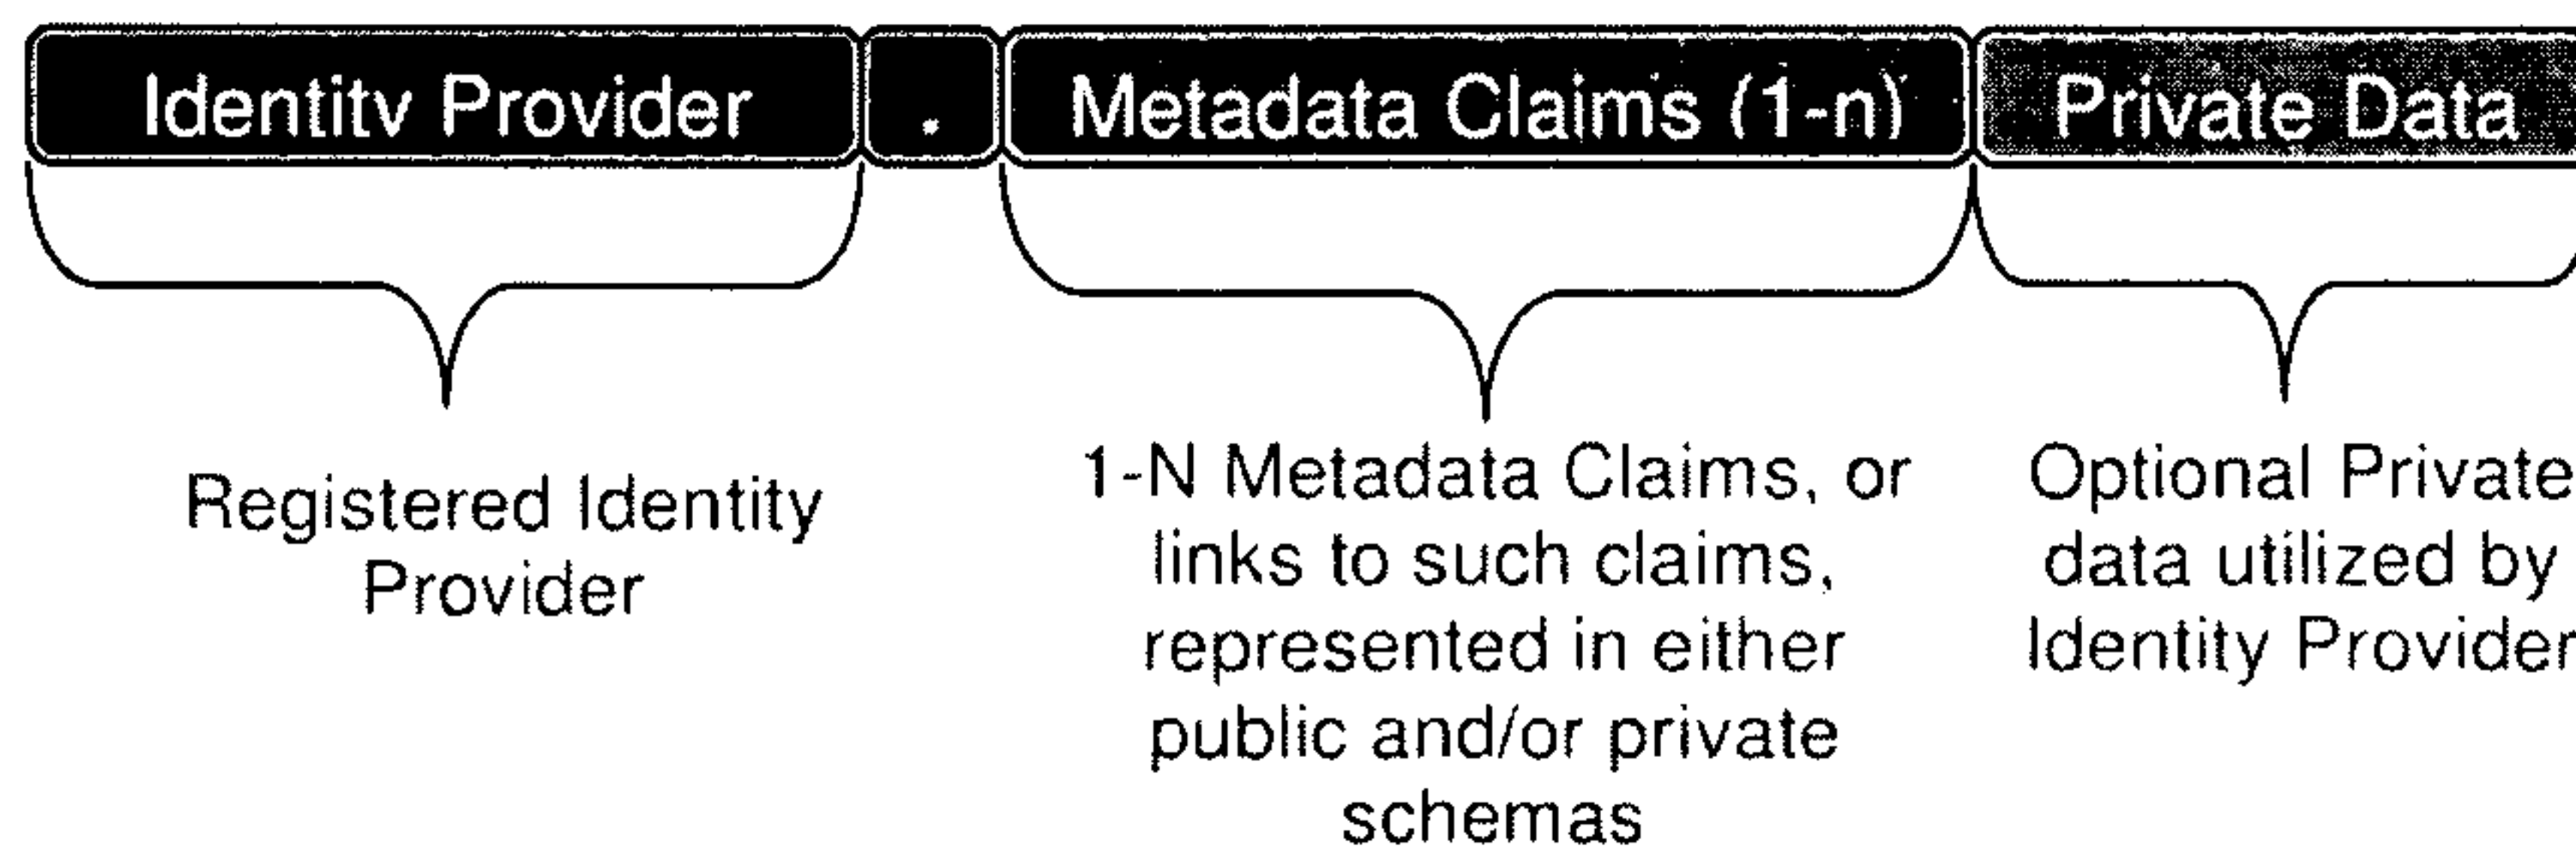 Identity Provider . Metadata Claims (1-n) Private Data
Registered Identity
Provider
1-N Metadata Claims, or
links to such claims,
represented in either
public and/or private
schemas
Optional Private
data utilized by
Identity Provider